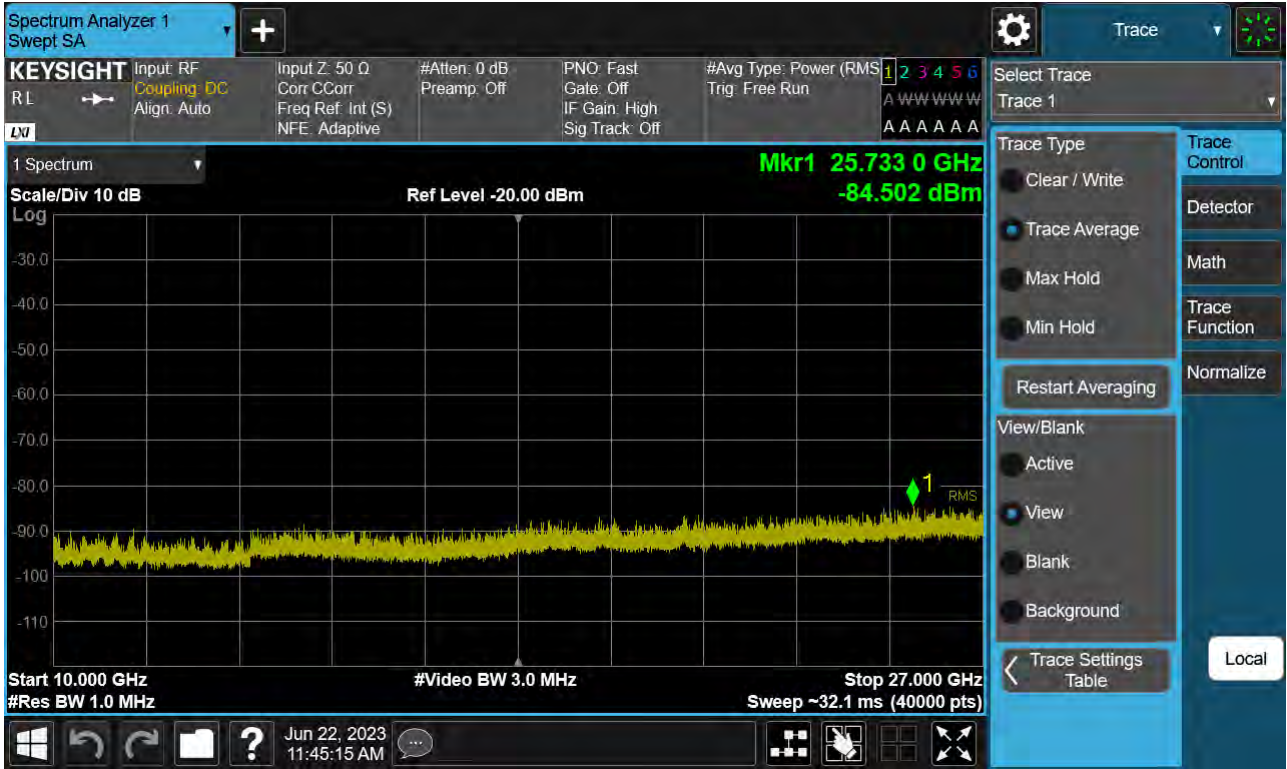 Spectrum Analyzer 1
Swept SA
+
Trace
KEYSIGHT
R L
LXI
Input: RF
Coupling: DC
Align: Auto
Input Z: 50 Ω
Corr CCorr
Freq Ref: Int (S)
NFE: Adaptive
#Atten: 0 dB
Preamp: Off
PNO: Fast
Gate: Off
IF Gain: High
Sig Track: Off
#Avg Type: Power (RMS
Trig: Free Run
1 2 3 4 5 6
A W W W W W
A A A A A A
Select Trace
Trace 1
1 Spectrum
Scale/Div 10 dB
Ref Level -20.00 dBm
Mkr1 25.733 0 GHz
-84.502 dBm
Log
-30.0
-40.0
-50.0
-60.0
-70.0
-80.0
-90.0
-100
-110
1
RMS
Start 10.000 GHz
#Res BW 1.0 MHz
#Video BW 3.0 MHz
Stop 27.000 GHz
Sweep ~32.1 ms (40000 pts)
Trace Type
Clear / Write
Trace Average
Max Hold
Min Hold
Restart Averaging
View/Blank
Active
View
Blank
Background
Trace Settings
Table
Trace
Control
Detector
Math
Trace
Function
Normalize
Local
?
Jun 22, 2023
11:45:15 AM